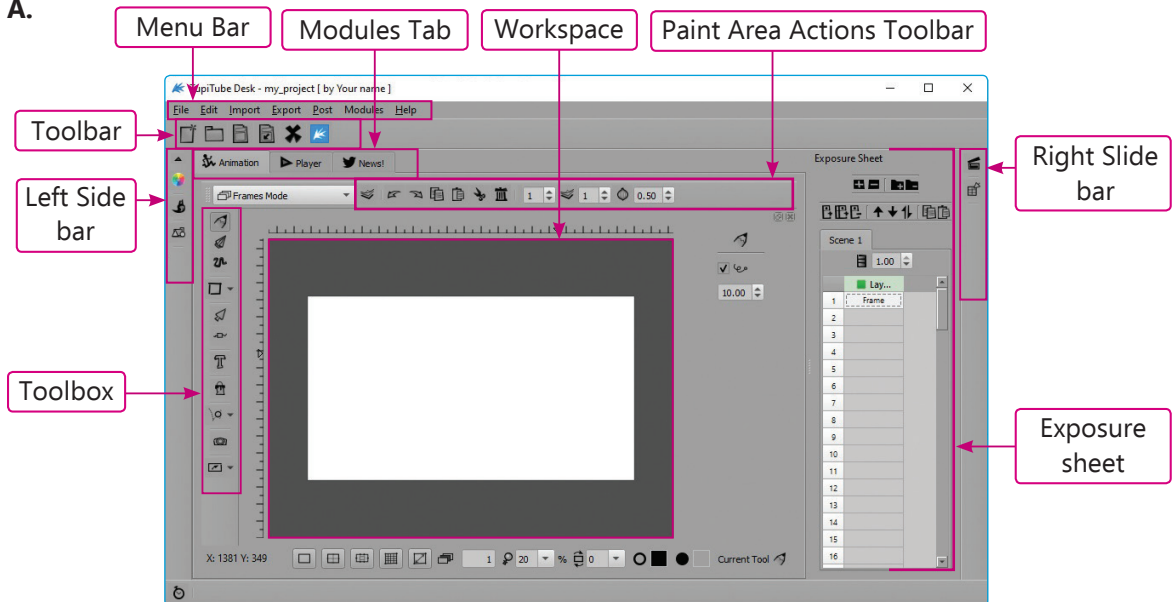 A.
Menu Bar
Modules Tab
Workspace
Paint Area Actions Toolbar
upiTube Desk - my_project [ by Your name ]
File Edit Import Export Post Modules Help
Toolbar
Animation
Player
News!
Exposure Sheet
Right Slide
bar
Left Side
bar
Frames Mode
1
1
0.50
Scene 1
1.00
10.00
Lay...
1 Frame
2
3
4
5
6
7
8
9
10
11
12
13
14
15
16
Toolbox
Exposure
sheet
X: 1381 Y: 349
1
20
%
0
Current Tool